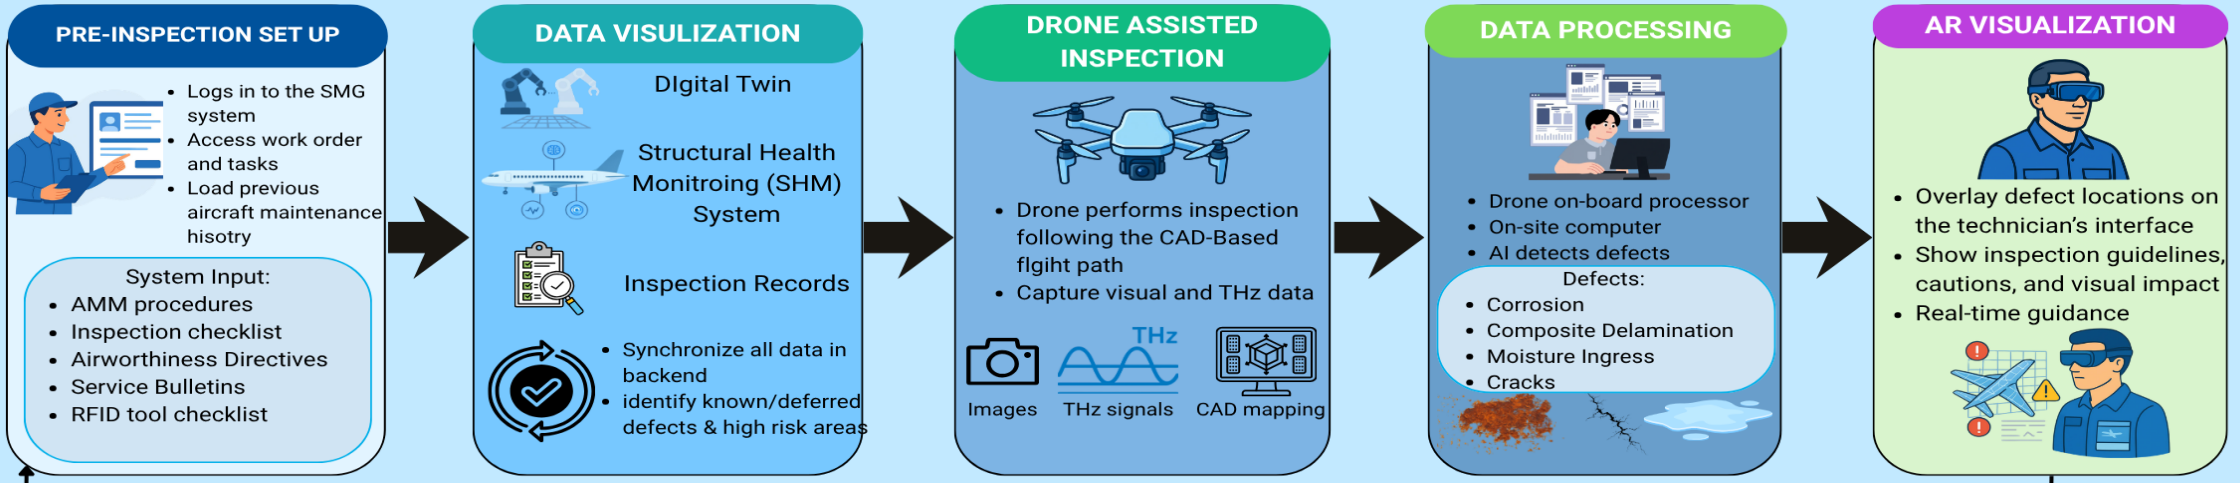 PRE-INSPECTION SET UP
• Logs in to the SMG
system
• Access work order
and tasks
• Load previous
aircraft maintenance
hisotry
System Input:
• AMM procedures
• Inspection checklist
• Airworthiness Directives
• Service Bulletins
• RFID tool checklist
DATA VISULIZATION
DIgital Twin
Structural Health
Monitroing (SHM)
System
Inspection Records
• Synchronize all data in
backend
• identify known/deferred
defects & high risk areas
DRONE ASSISTED
INSPECTION
• Drone performs inspection
following the CAD-Based
flgiht path
• Capture visual and THz data
THz
Images
THz signals
CAD mapping
DATA PROCESSING
• Drone on-board processor
• On-site computer
• AI detects defects
Defects:
• Corrosion
• Composite Delamination
• Moisture Ingress
• Cracks
AR VISUALIZATION
• Overlay defect locations on
the technician's interface
• Show inspection guidelines,
cautions, and visual impact
• Real-time guidance